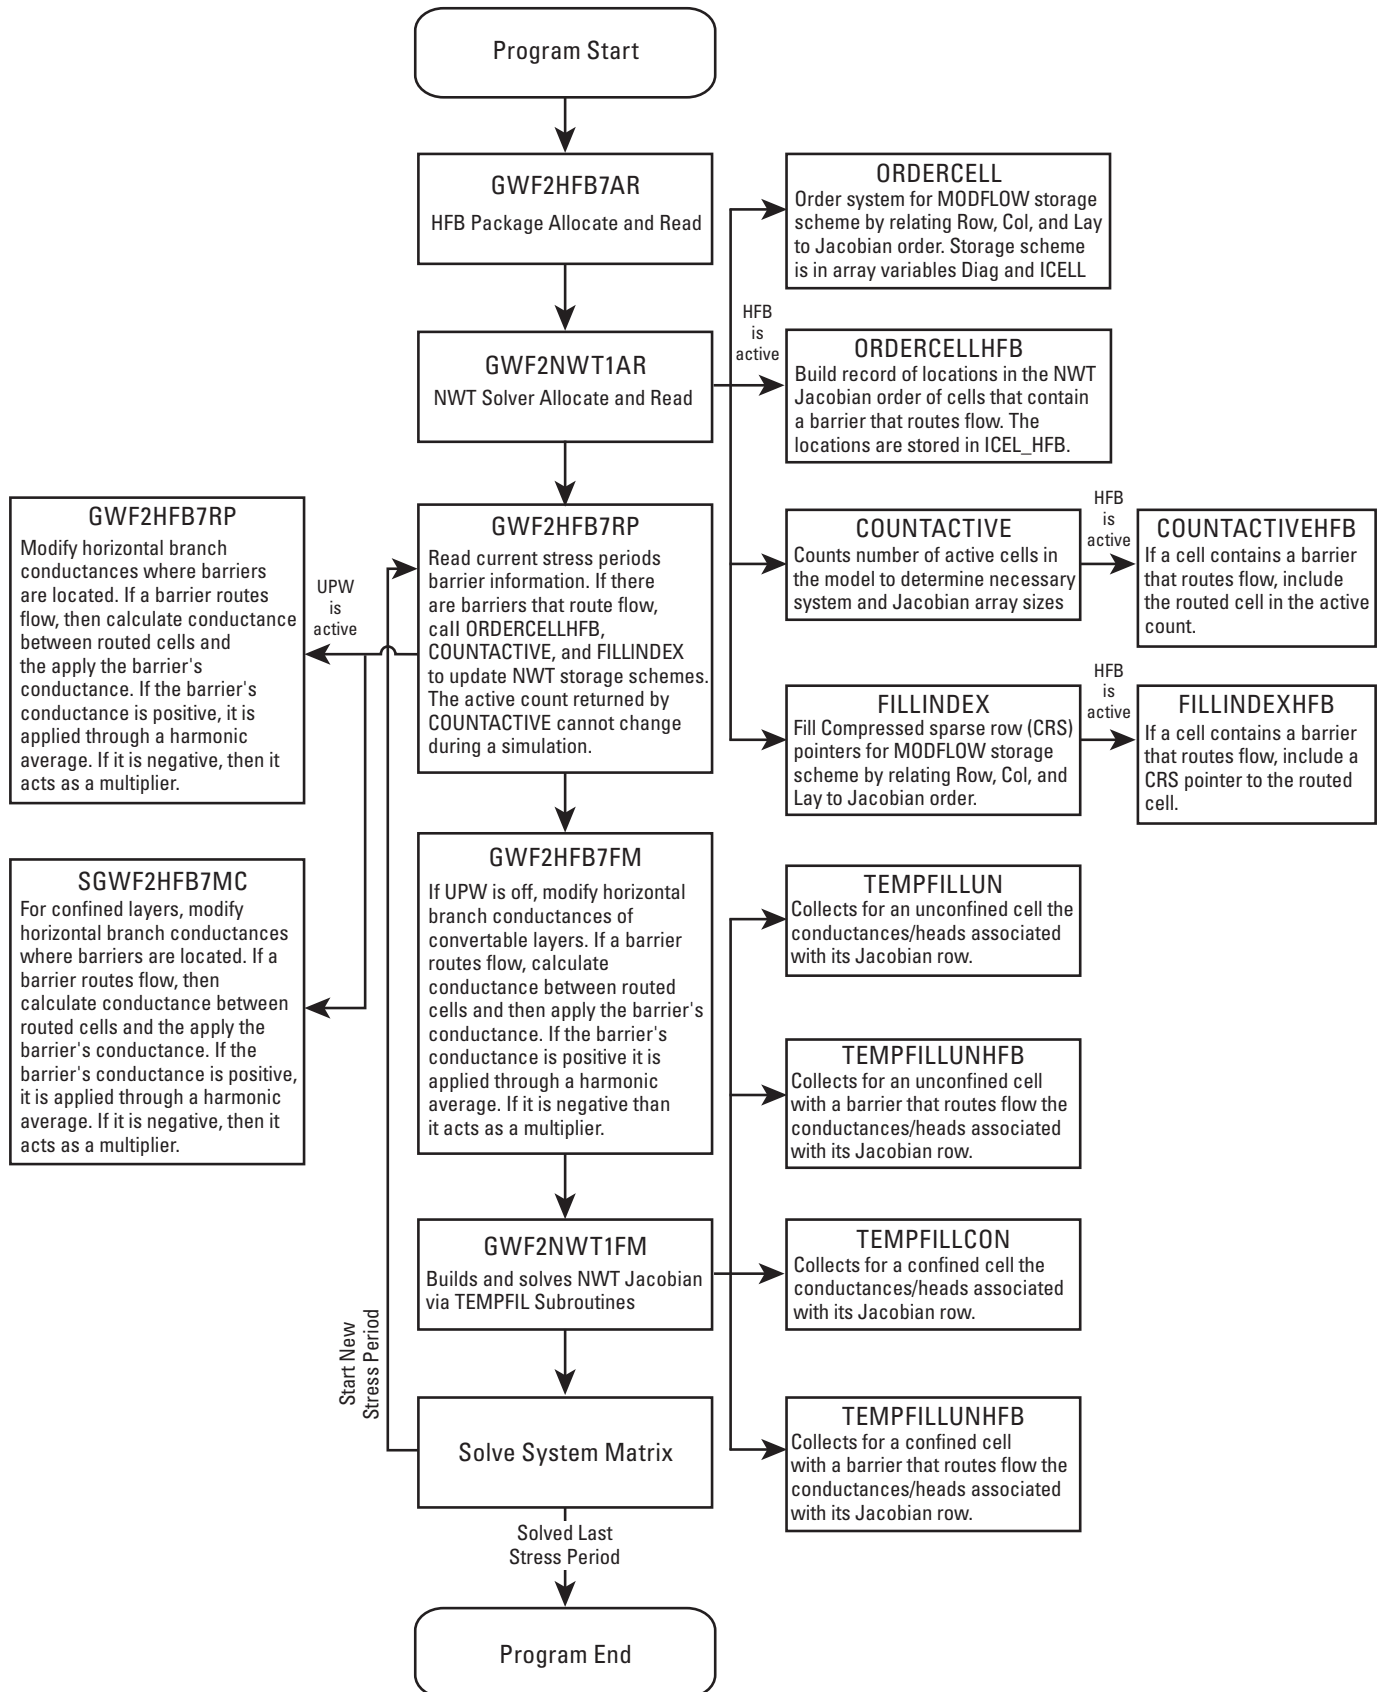 Program Start
GWF2HFB7AR
HFB Package Allocate and Read
ORDERCELL
Order system for MODFLOW storage
scheme by relating Row, Col, and Lay
to Jacobian order. Storage scheme
is in array variables Diag and ICELL
GWF2NWT1AR
NWT Solver Allocate and Read
HFB
is
active
ORDERCELLHFB
Build record of locations in the NWT
Jacobian order of cells that contain
a barrier that routes flow. The
locations are stored in ICEL_HFB.
GWF2HFB7RP
Modify horizontal branch
conductances where barriers
are located. If a barrier routes
flow, then calculate conductance
between routed cells and
the apply the barrier's
conductance. If the barrier's
conductance is positive, it is
applied through a harmonic
average. If it is negative, then it
acts as a multiplier.
UPW
is
active
GWF2HFB7RP
Read current stress periods
barrier information. If there
are barriers that route flow,
call ORDERCELLHFB,
COUNTACTIVE, and FILLINDEX
to update NWT storage schemes.
The active count returned by
COUNTACTIVE cannot change
during a simulation.
COUNTACTIVE
Counts number of active cells in
the model to determine necessary
system and Jacobian array sizes
HFB
is
active
COUNTACTIVEHFB
If a cell contains a barrier
that routes flow, include
the routed cell in the active
count.
FILLINDEX
Fill Compressed sparse row (CRS)
pointers for MODFLOW storage
scheme by relating Row, Col, and
Lay to Jacobian order.
HFB
is
active
FILLINDEXHFB
If a cell contains a barrier
that routes flow, include a
CRS pointer to the routed
cell.
SGWF2HFB7MC
For confined layers, modify
horizontal branch conductances
where barriers are located. If a
barrier routes flow, then
calculate conductance between
routed cells and the apply the
barrier's conductance. If the
barrier's conductance is positive,
it is applied through a harmonic
average. If it is negative, then it
acts as a multiplier.
GWF2HFB7FM
If UPW is off, modify horizontal
branch conductances of
convertable layers. If a barrier
routes flow, calculate
conductance between routed
cells and then apply the barrier's
conductance. If the barrier's
conductance is positive it is
applied through a harmonic
average. If it is negative than
it acts as a multiplier.
TEMPFILLUN
Collects for an unconfined cell the
conductances/heads associated
with its Jacobian row.
TEMPFILLUNHFB
Collects for an unconfined cell
with a barrier that routes flow the
conductances/heads associated
with its Jacobian row.
GWF2NWT1FM
Builds and solves NWT Jacobian
via TEMPFIL Subroutines
TEMPFILLCON
Collects for a confined cell the
conductances/heads associated
with its Jacobian row.
Start New
Stress Period
Solve System Matrix
TEMPFILLUNHFB
Collects for a confined cell
with a barrier that routes flow the
conductances/heads associated
with its Jacobian row.
Solved Last
Stress Period
Program End